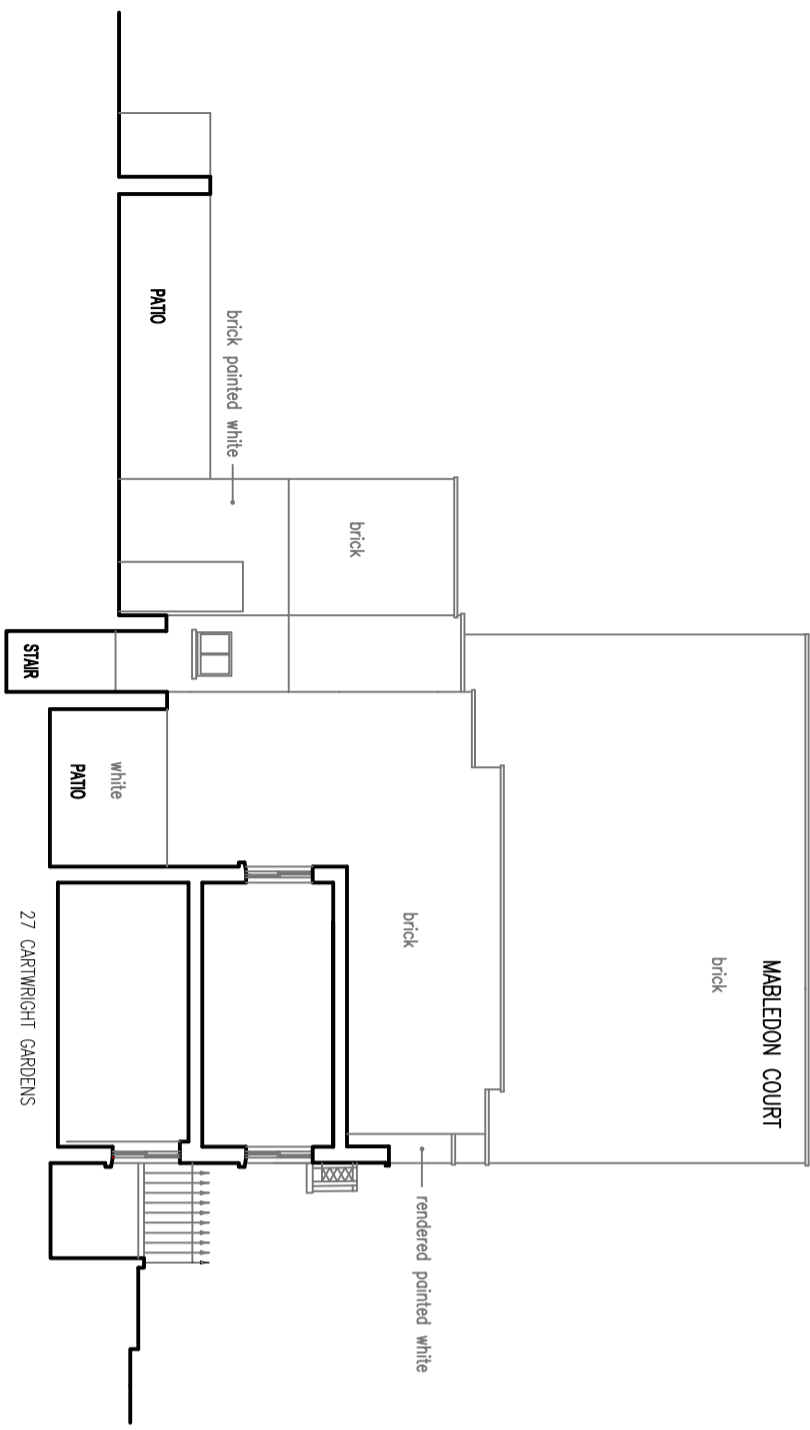 MABLEDON COURT
brick
rendered painted white
brick
brick
brick painted white
PATIO
white
PATIO
STAIR
27 CARTWRIGHT GARDENS